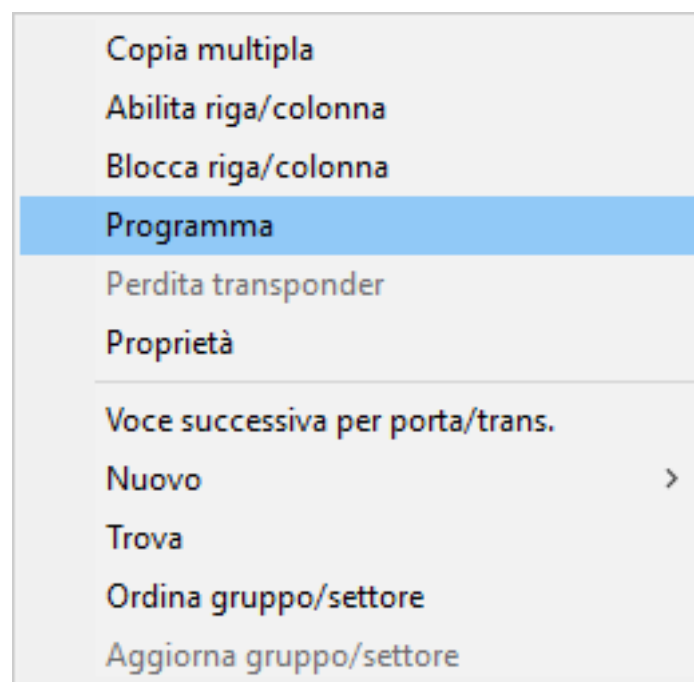 Copia multipla
Abilita riga/colonna
Blocca riga/colonna
Programma
Perdita transponder
Proprietà
Voce successiva per porta/trans.
Nuovo
Trova
Ordina gruppo/settore
Aggiorna gruppo/settore